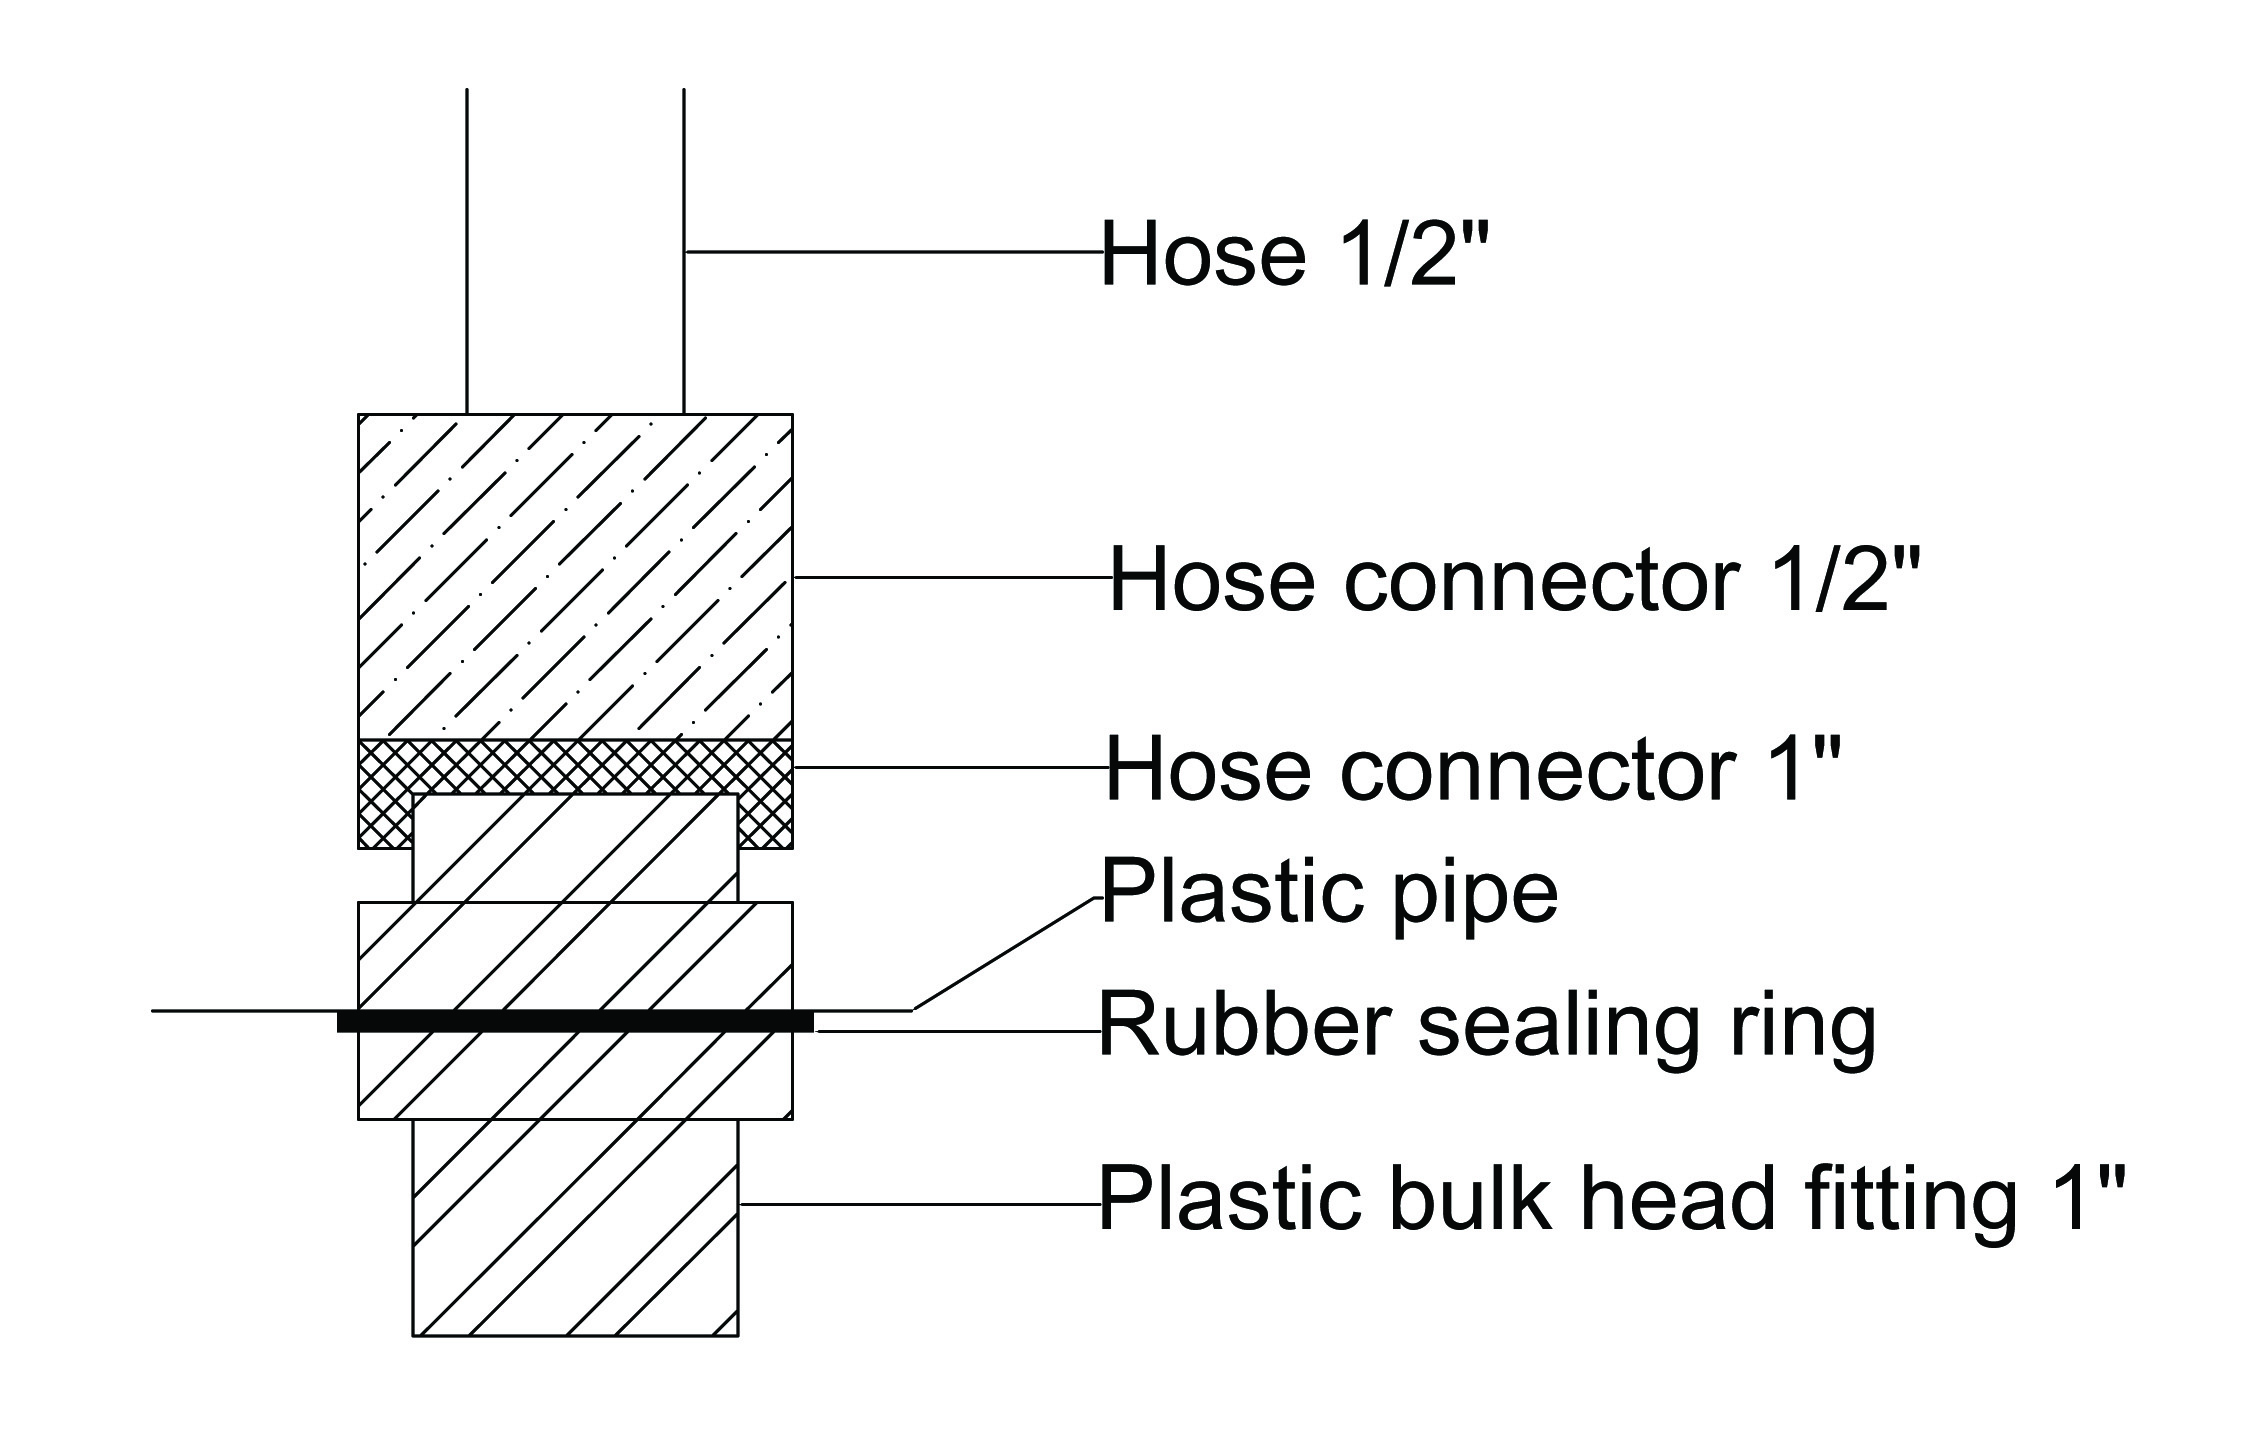 Hose 1/2"
Hose connector 1/2"
Hose connector 1"
Plastic pipe
Rubber sealing ring
Plastic bulk head fitting 1"